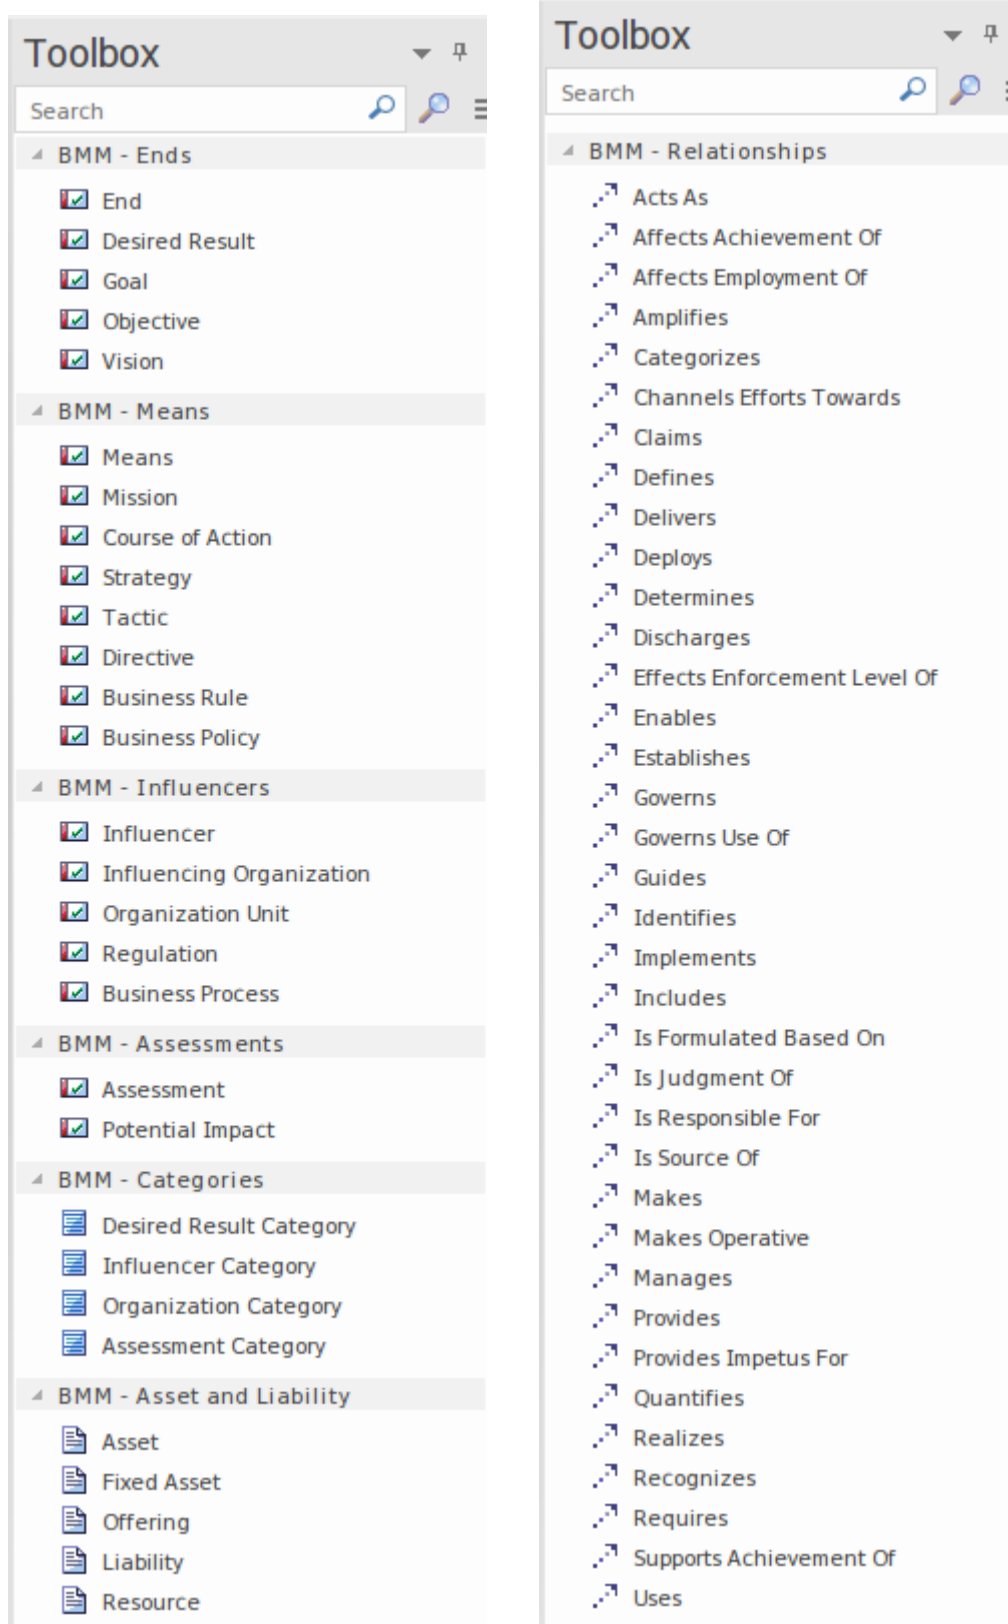 Toolbox
Search
BMM - Ends
End
Desired Result
Goal
Objective
Vision
BMM - Means
Means
Mission
Course of Action
Strategy
Tactic
Directive
Business Rule
Business Policy
BMM - Influencers
Influencer
Influencing Organization
Organization Unit
Regulation
Business Process
BMM - Assessments
Assessment
Potential Impact
BMM - Categories
Desired Result Category
Influencer Category
Organization Category
Assessment Category
BMM - Asset and Liability
Asset
Fixed Asset
Offering
Liability
Resource
Toolbox
Search
BMM - Relationships
Acts As
Affects Achievement Of
Affects Employment Of
Amplifies
Categorizes
Channels Efforts Towards
Claims
Defines
Delivers
Deploys
Determines
Discharges
Effects Enforcement Level Of
Enables
Establishes
Governs
Governs Use Of
Guides
Identifies
Implements
Includes
Is Formulated Based On
Is Judgment Of
Is Responsible For
Is Source Of
Makes
Makes Operative
Manages
Provides
Provides Impetus For
Quantifies
Realizes
Recognizes
Requires
Supports Achievement Of
Uses